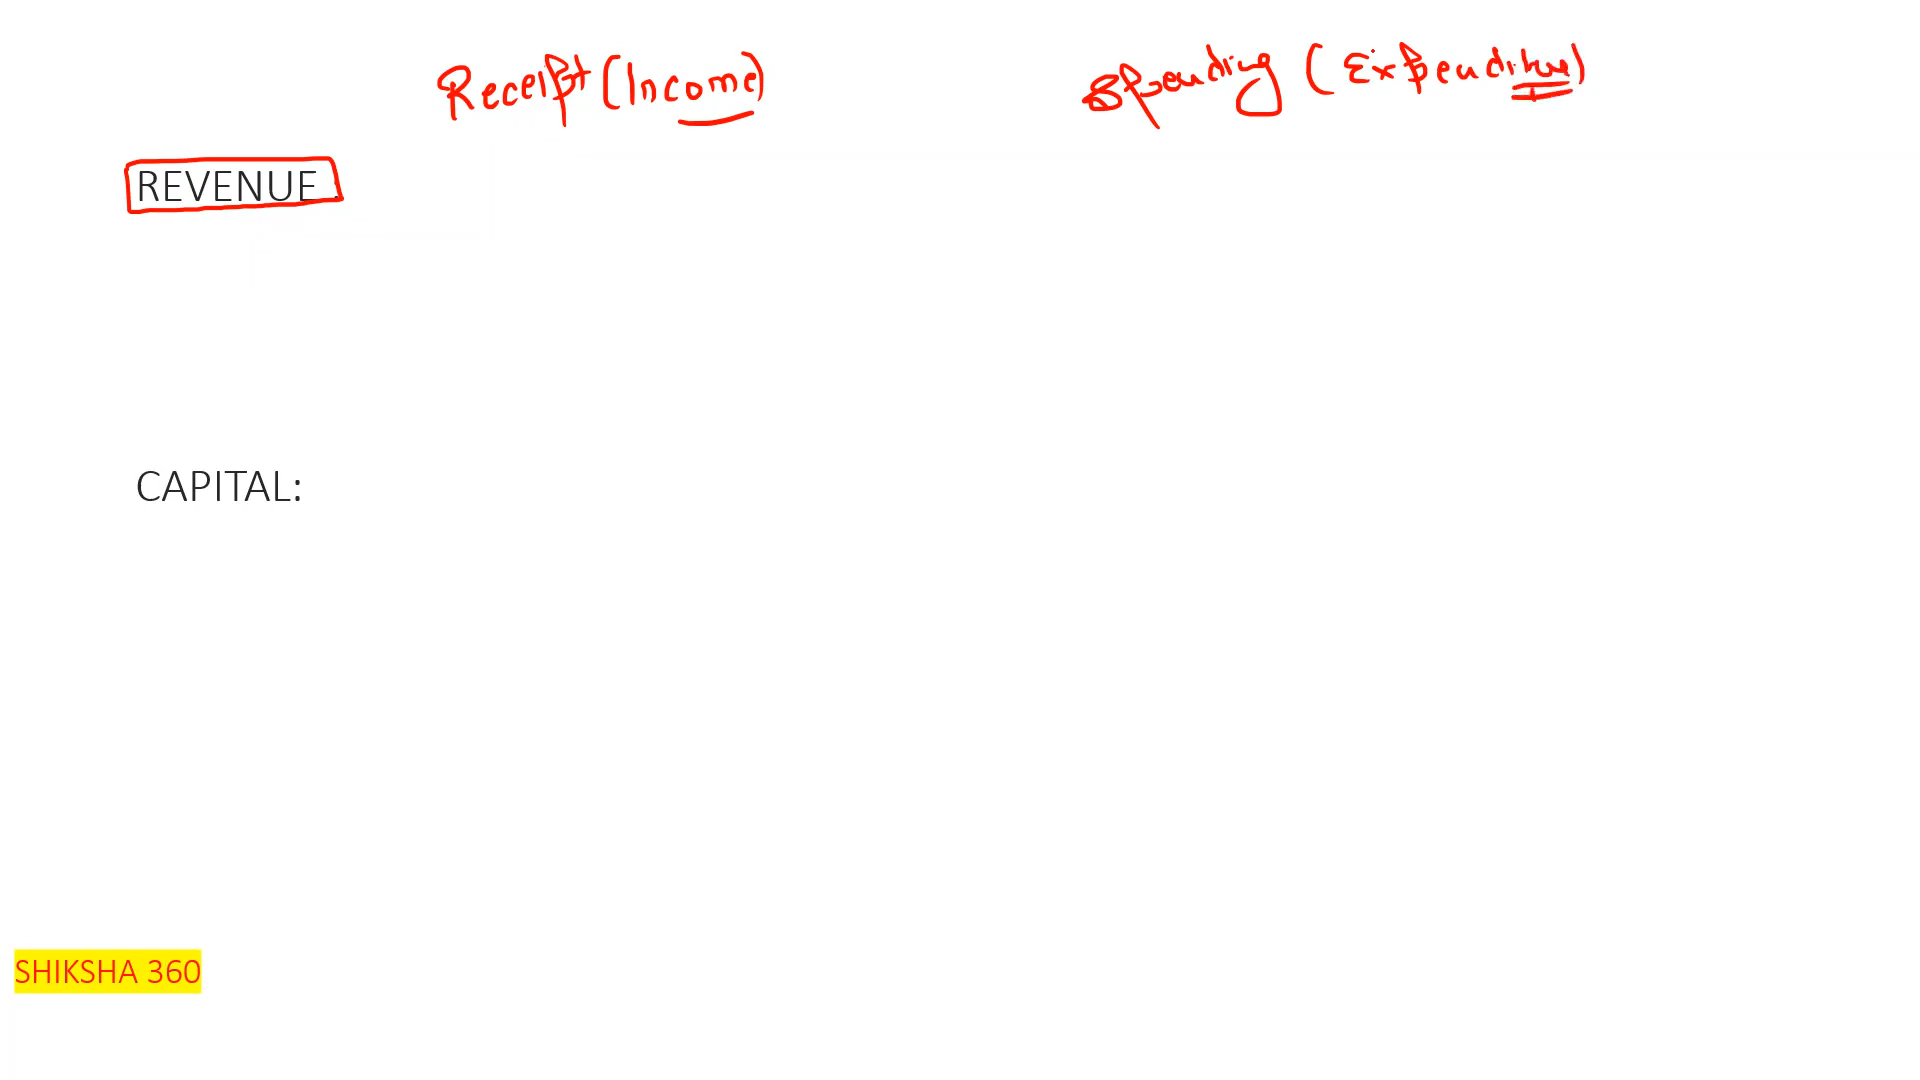 Receipt (Income) Spending (Expenditure)
REVENUE
CAPITAL:
SHIKSHA 360